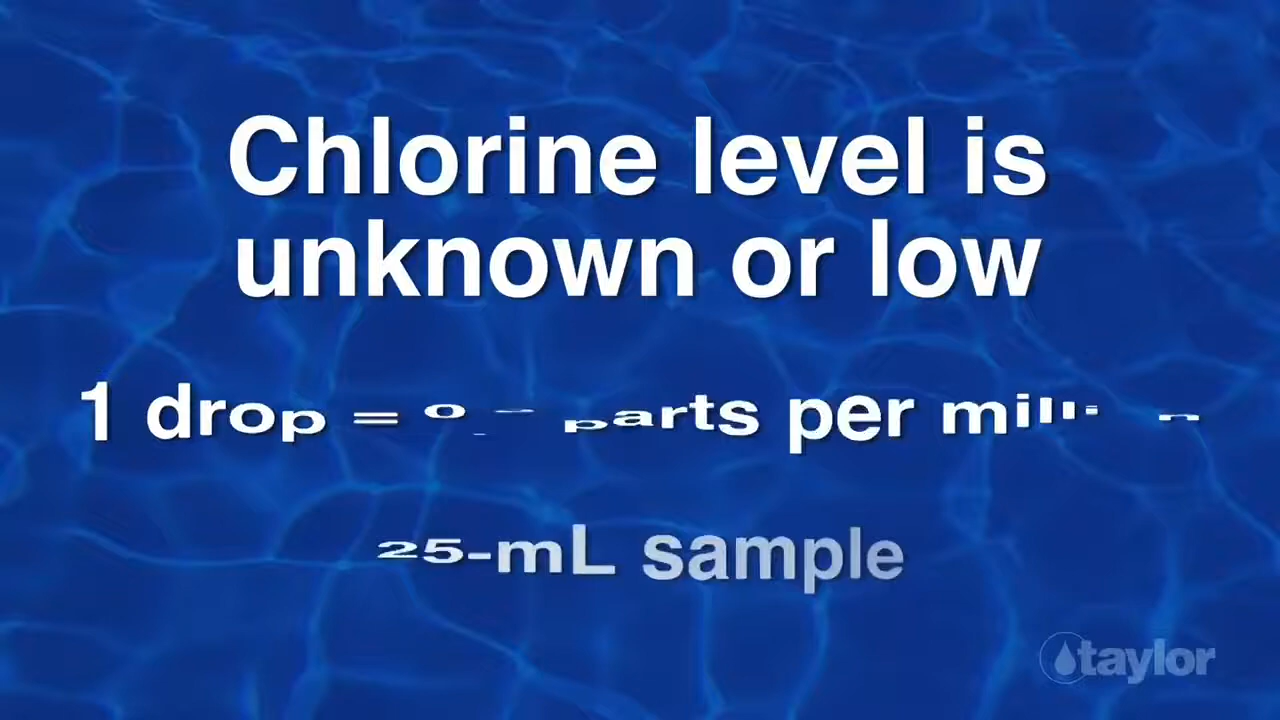 Chlorine level is
unknown or low
1 drop = parts per
25-mL sample
taylor